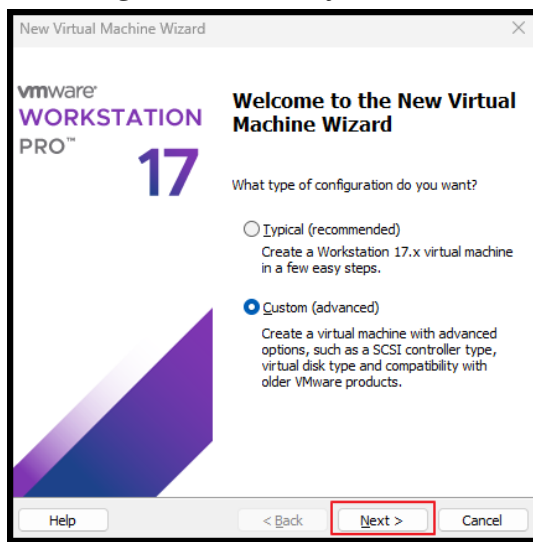 New Virtual Machine Wizard
vmware
WORKSTATION
PRO™
17
Welcome to the New Virtual
Machine Wizard
What type of configuration do you want?
Typical (recommended)
Create a Workstation 17.x virtual machine
in a few easy steps.
Custom (advanced)
Create a virtual machine with advanced
options, such as a SCSI controller type,
virtual disk type and compatibility with
older VMware products.
Help
< Back
Next >
Cancel